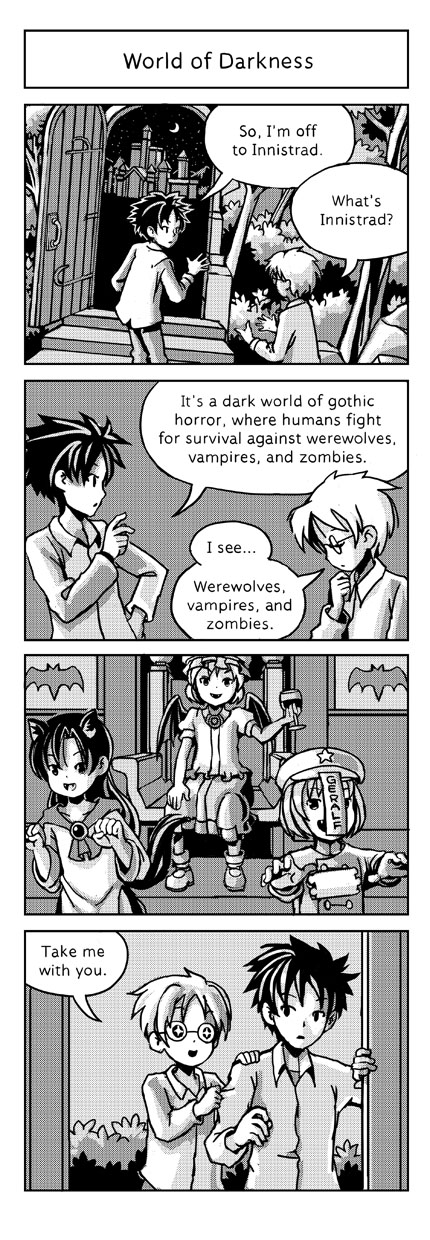 World of Darkness
So, I'm off
to Innistrad.
What's
Innistrad?
It's a dark world of gothic
horror, where humans fight
for survival against werewolves,
vampires, and zombies.
I see...
Werewolves,
vampires, and
zombies.
GERALF
Take me
with you.